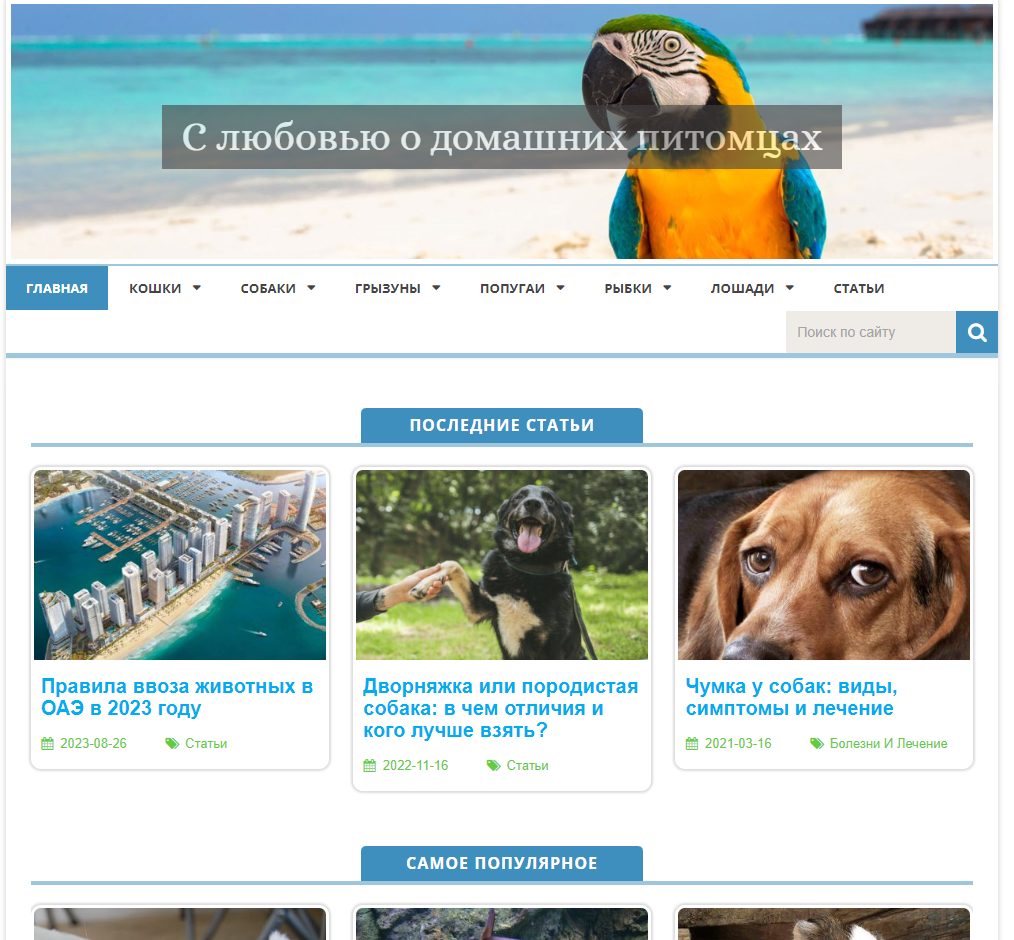 С любовью о домашних питомцах
ГЛАВНАЯ КОШКИ СОБАКИ ГРЫЗУНЫ ПОПУГАИ РЫБКИ ЛОШАДИ СТАТЬИ
Поиск по сайту
ПОСЛЕДНИЕ СТАТЬИ
Правила ввоза животных в
ОАЭ в 2023 году
2023-08-26 Статьи
Дворняжка или породистая
собака: в чем отличия и
кого лучше взять?
2022-11-16 Статьи
Чумка у собак: виды,
симптомы и лечение
2021-03-16 Болезни И Лечение
САМОЕ ПОПУЛЯРНОЕ